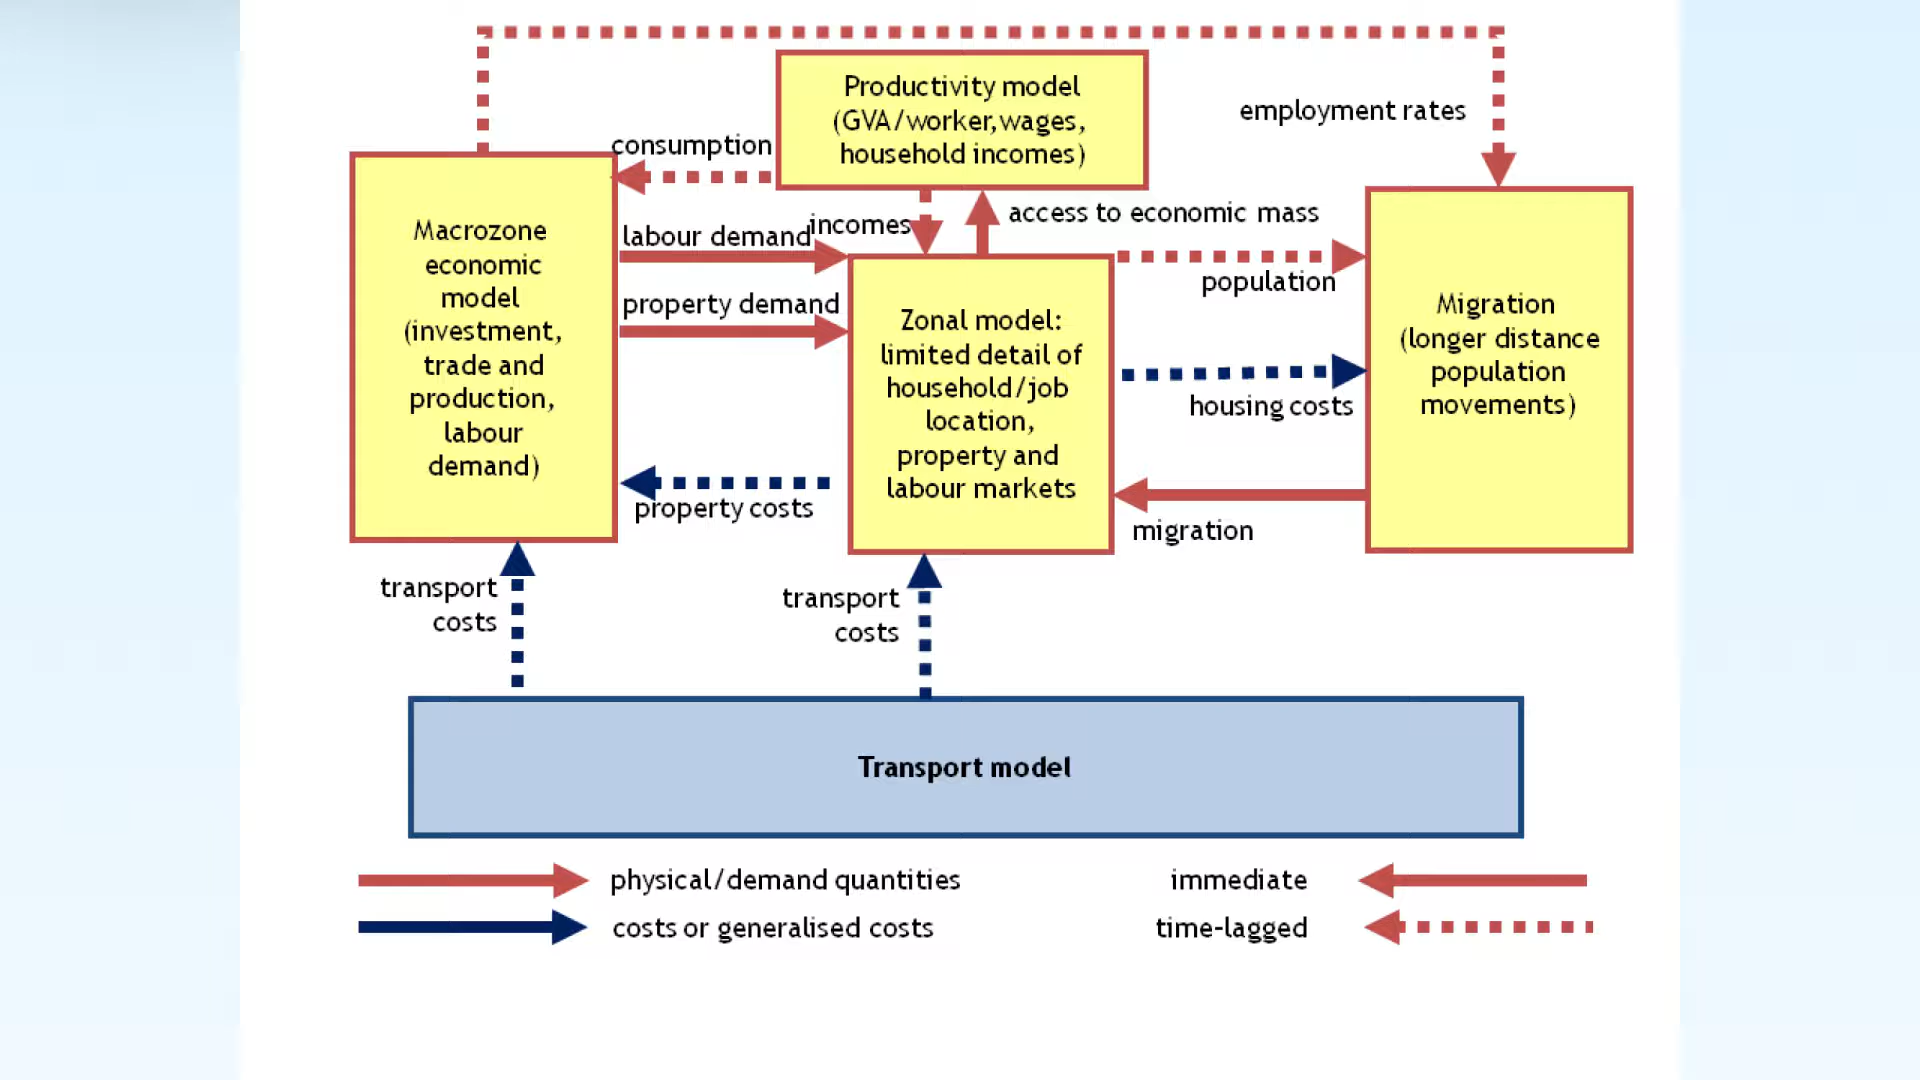 Productivity model
(GVA/worker,wages,
household incomes)
employment rates
consumption
Macrozone
economic
model
(investment,
trade and
production,
labour
demand)
labour demand
incomes
access to economic mass
property demand
population
Zonal model:
limited detail of
household/job
location,
property and
labour markets
Migration
(longer distance
population
movements)
housing costs
property costs
migration
transport
costs
transport
costs
Transport model
physical/demand quantities
immediate
costs or generalised costs
time-lagged